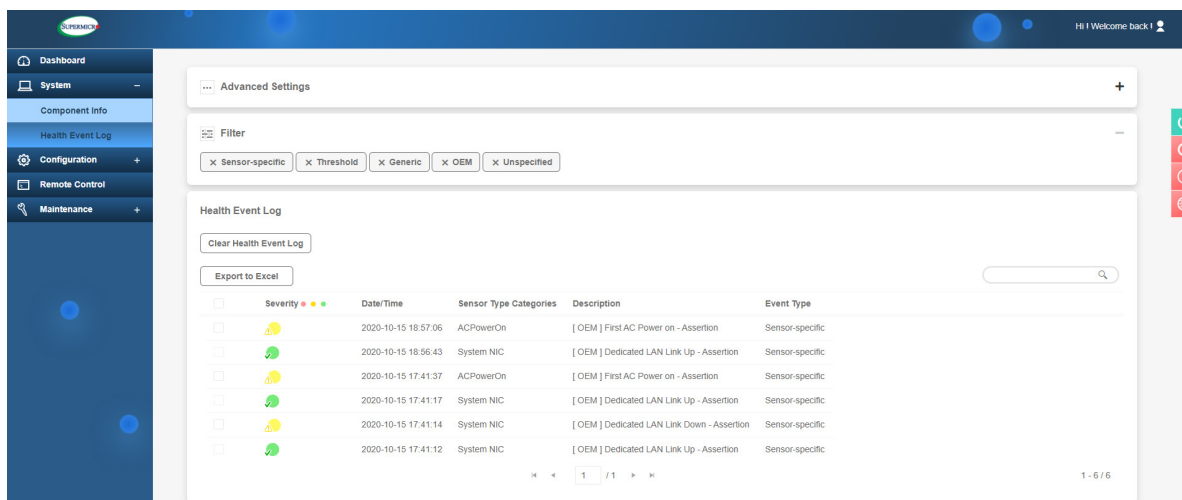 SUPERMICR
Hi ! Welcome back !
Dashboard
System −
Component Info
Health Event Log
Configuration +
Remote Control
Maintenance +
Advanced Settings +
Filter −
× Sensor-specific × Threshold × Generic × OEM × Unspecified
Health Event Log
Clear Health Event Log
Export to Excel
Severity Date/Time Sensor Type Categories Description Event Type
2020-10-15 18:57:06 ACPowerOn [ OEM ] First AC Power on - Assertion Sensor-specific
2020-10-15 18:56:43 System NIC [ OEM ] Dedicated LAN Link Up - Assertion Sensor-specific
2020-10-15 17:41:37 ACPowerOn [ OEM ] First AC Power on - Assertion Sensor-specific
2020-10-15 17:41:17 System NIC [ OEM ] Dedicated LAN Link Up - Assertion Sensor-specific
2020-10-15 17:41:14 System NIC [ OEM ] Dedicated LAN Link Down - Assertion Sensor-specific
2020-10-15 17:41:12 System NIC [ OEM ] Dedicated LAN Link Up - Assertion Sensor-specific
1 / 1
1 - 6 / 6